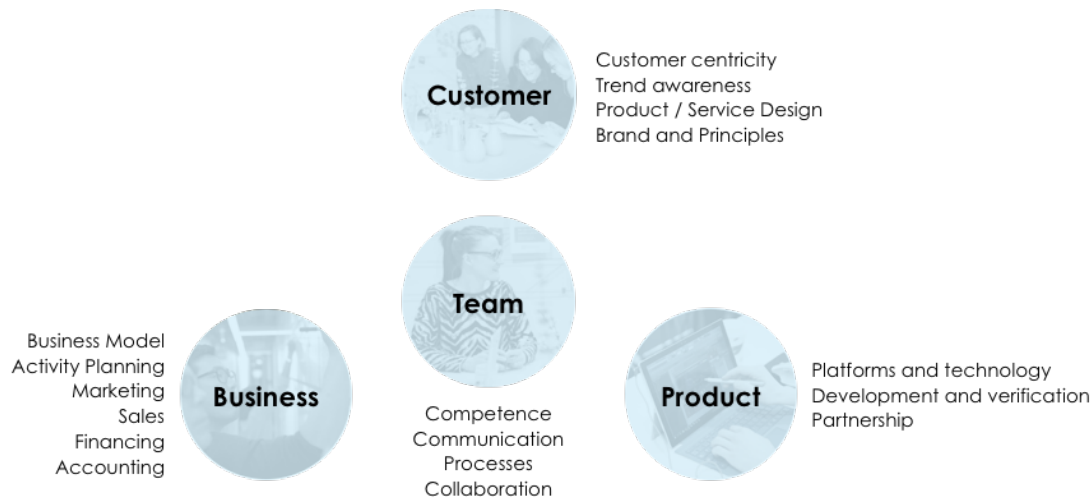 Customer
Customer centricity
Trend awareness
Product / Service Design
Brand and Principles
Team
Competence
Communication
Processes
Collaboration
Business Model
Activity Planning
Marketing
Sales
Financing
Accounting
Business
Product
Platforms and technology
Development and verification
Partnership